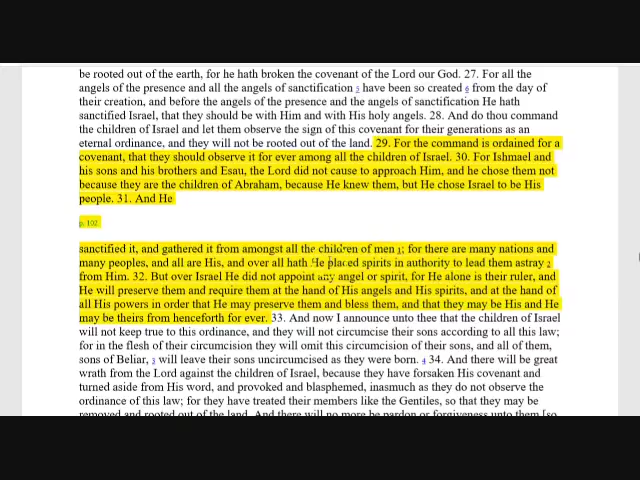 be rooted out of the earth, for he hath broken the covenant of the Lord our God. 27. For all the
angels of the presence and all the angels of sanctification 5 have been so created 6 from the day of
their creation, and before the angels of the presence and the angels of sanctification He hath
sanctified Israel, that they should be with Him and with His holy angels. 28. And do thou command
the children of Israel and let them observe the sign of this covenant for their generations as an
eternal ordinance, and they will not be rooted out of the land. 29. For the command is ordained for a
covenant, that they should observe it for ever among all the children of Israel. 30. For Ishmael and
his sons and his brothers and Esau, the Lord did not cause to approach Him, and he chose them not
because they are the children of Abraham, because He knew them, but He chose Israel to be His
people. 31. And He
p. 102
sanctified it, and gathered it from amongst all the children of men 1; for there are many nations and
many peoples, and all are His, and over all hath He placed spirits in authority to lead them astray 2
from Him. 32. But over Israel He did not appoint any angel or spirit, for He alone is their ruler, and
He will preserve them and require them at the hand of His angels and His spirits, and at the hand of
all His powers in order that He may preserve them and bless them, and that they may be His and He
may be theirs from henceforth for ever. 33. And now I announce unto thee that the children of Israel
will not keep true to this ordinance, and they will not circumcise their sons according to all this law;
for in the flesh of their circumcision they will omit this circumcision of their sons, and all of them,
sons of Beliar, 3 will leave their sons uncircumcised as they were born. 4 34. And there will be great
wrath from the Lord against the children of Israel, because they have forsaken His covenant and
turned aside from His word, and provoked and blasphemed, inasmuch as they do not observe the
ordinance of this law; for they have treated their members like the Gentiles, so that they may be
removed and rooted out of the land. And there will no more be pardon or forgiveness unto them [so